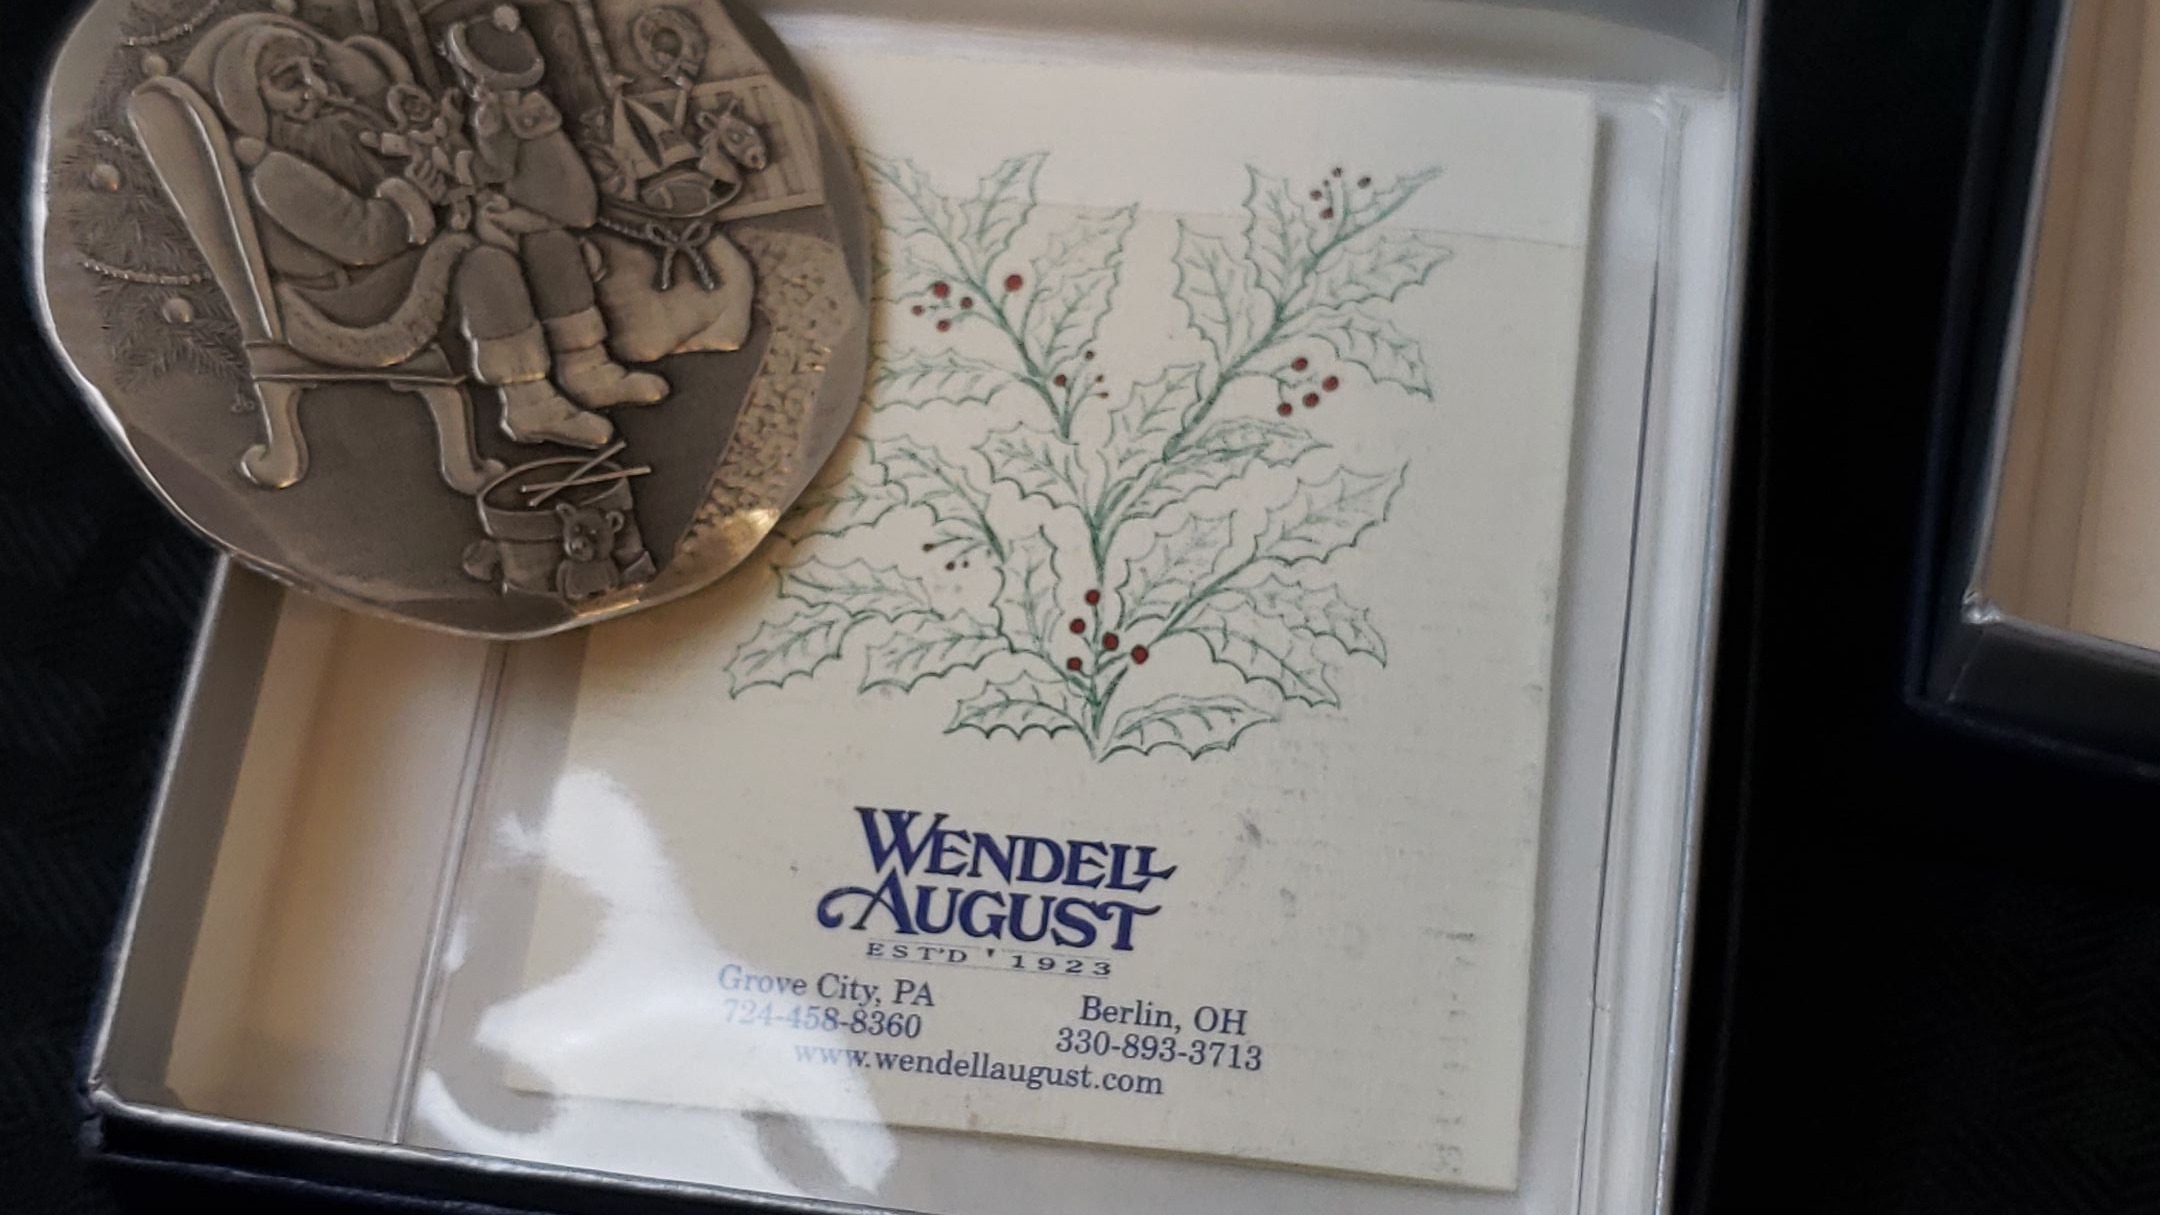 WENDELL
AUGUST
EST'D ' 1923
Grove City, PA
724-458-8360
Berlin, OH
330-893-3713
www.wendellaugust.com